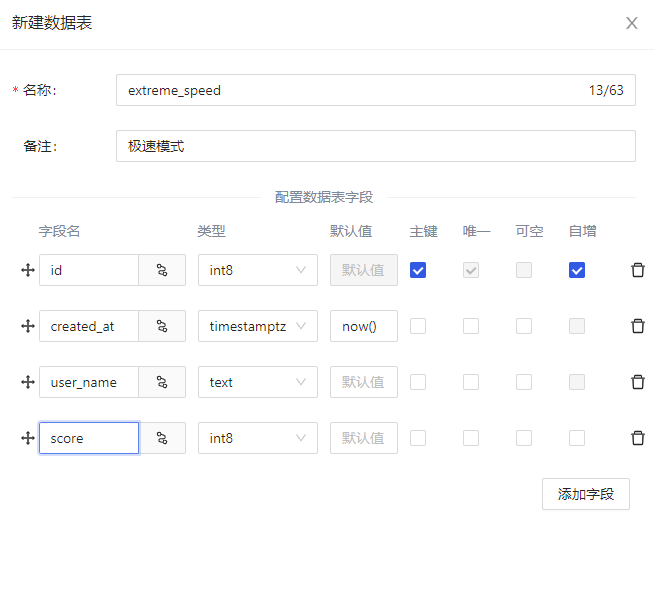 新建数据表
* 名称: extreme_speed 13/63
备注: 极速模式
配置数据表字段
字段名 类型 默认值 主键 唯一 可空 自增
id int8 默认值
created_at timestamptz now()
user_name text 默认值
score int8 默认值
添加字段